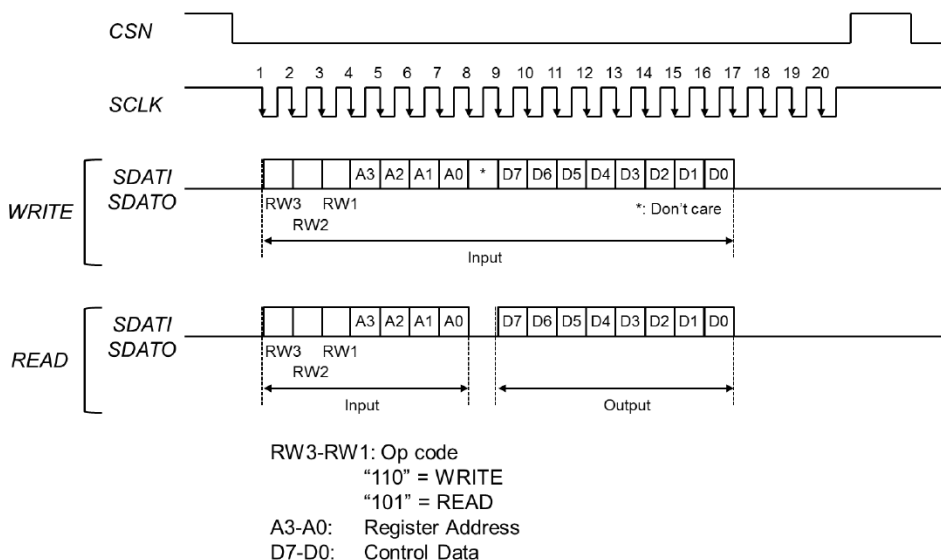 CSN
1 2 3 4 5 6 7 8 9 10 11 12 13 14 15 16 17 18 19 20
SCLK
WRITE
SDATI
SDATO
A3 A2 A1 A0 * D7 D6 D5 D4 D3 D2 D1 D0
RW3 RW1 *: Don't care
RW2
Input
READ
SDATI
SDATO
A3 A2 A1 A0 D7 D6 D5 D4 D3 D2 D1 D0
RW3 RW1
RW2
Input Output
RW3-RW1: Op code
"110" = WRITE
"101" = READ
A3-A0: Register Address
D7-D0: Control Data